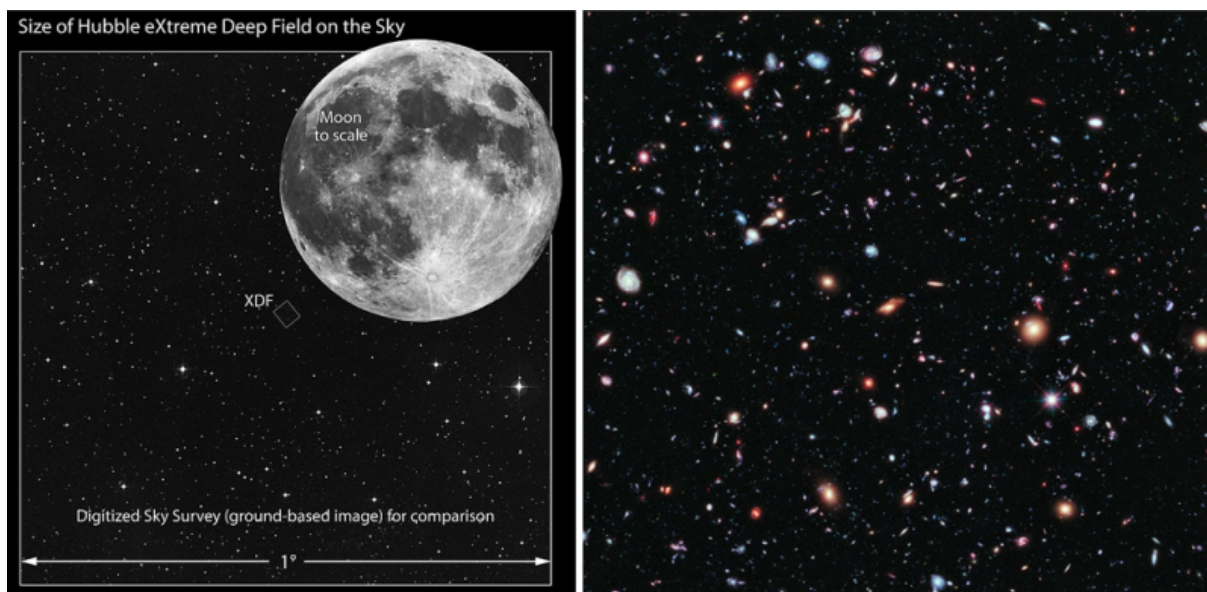 Size of Hubble eXtreme Deep Field on the Sky
Moon
to scale
XDF
Digitized Sky Survey (ground-based image) for comparison
1°